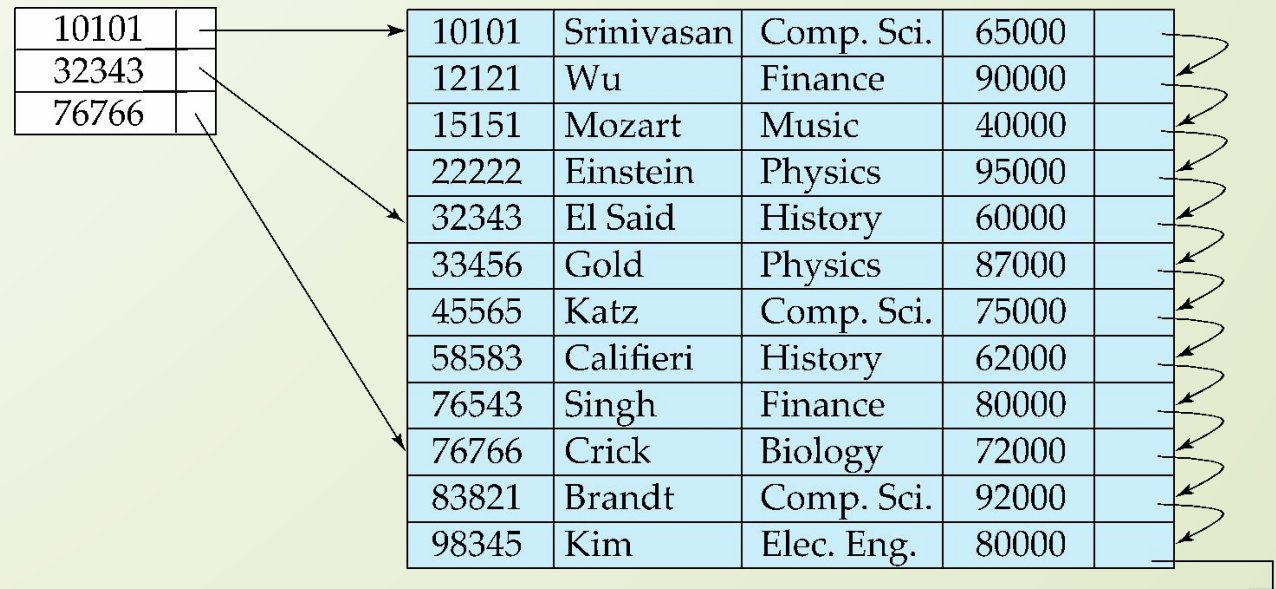 10101
32343
76766
10101 Srinivasan Comp. Sci. 65000
12121 Wu Finance 90000
15151 Mozart Music 40000
22222 Einstein Physics 95000
32343 El Said History 60000
33456 Gold Physics 87000
45565 Katz Comp. Sci. 75000
58583 Califieri History 62000
76543 Singh Finance 80000
76766 Crick Biology 72000
83821 Brandt Comp. Sci. 92000
98345 Kim Elec. Eng. 80000